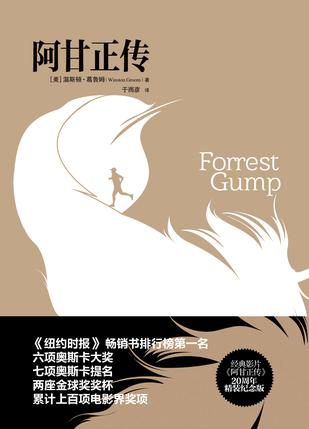 阿甘正传
［美］温斯顿·葛鲁姆（Winston Groom）著
于而彦 译
Forrest
Gump
《纽约时报》畅销书排行榜第一名
六项奥斯卡大奖
七项奥斯卡提名
两座金球奖奖杯
累计上百项电影界奖项
经典影片
《阿甘正传》
20周年
精装纪念版